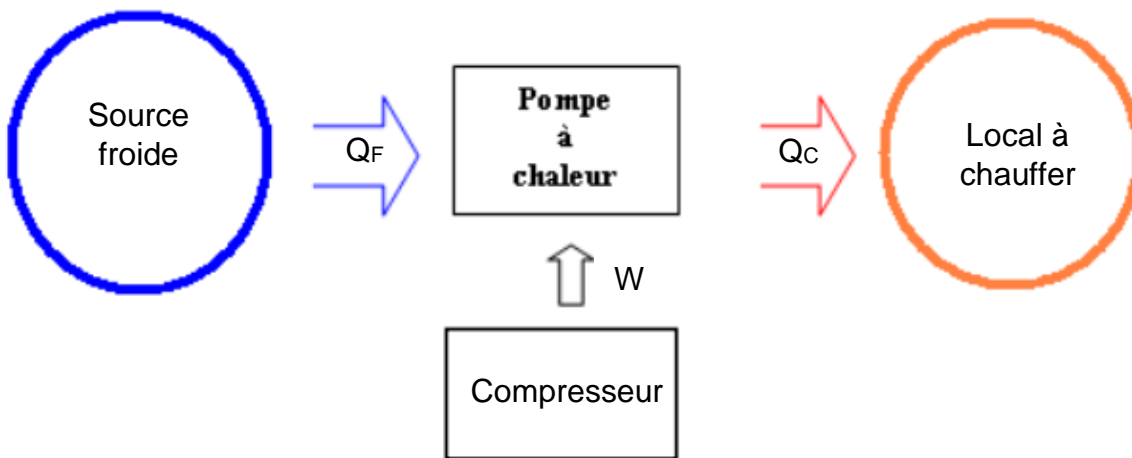 Source
froide
QF
Pompe
à
chaleur
QC
Local à
chauffer
W
Compresseur